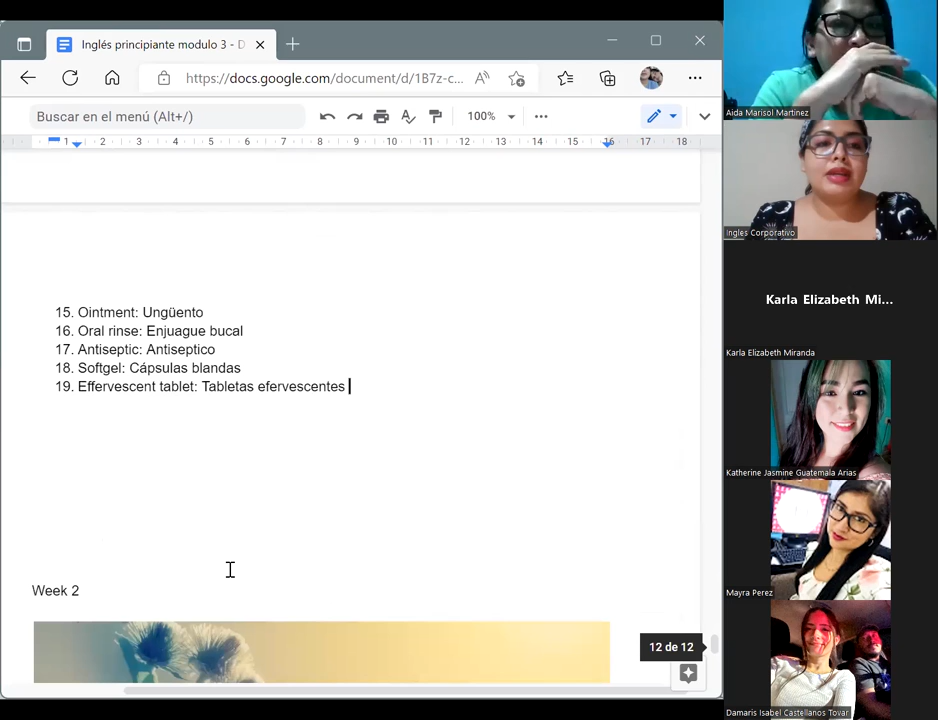 Inglés principiante modulo 3 - D
https://docs.google.com/document/d/1B7z-c...
Buscar en el menú (Alt+/)
100%
1 2 3 4 5 6 7 8 9 10 11 12 13 14 15 16 17 18
15. Ointment: Ungüento
16. Oral rinse: Enjuague bucal
17. Antiseptic: Antiseptico
18. Softgel: Cápsulas blandas
19. Effervescent tablet: Tabletas efervescentes
Week 2
12 de 12
Aida Marisol Martinez
Ingles Corporativo
Karla Elizabeth Mi...
Karla Elizabeth Miranda
Katherine Jasmine Guatemala Arias
Mayra Perez
Damaris Isabel Castellanos Tovar